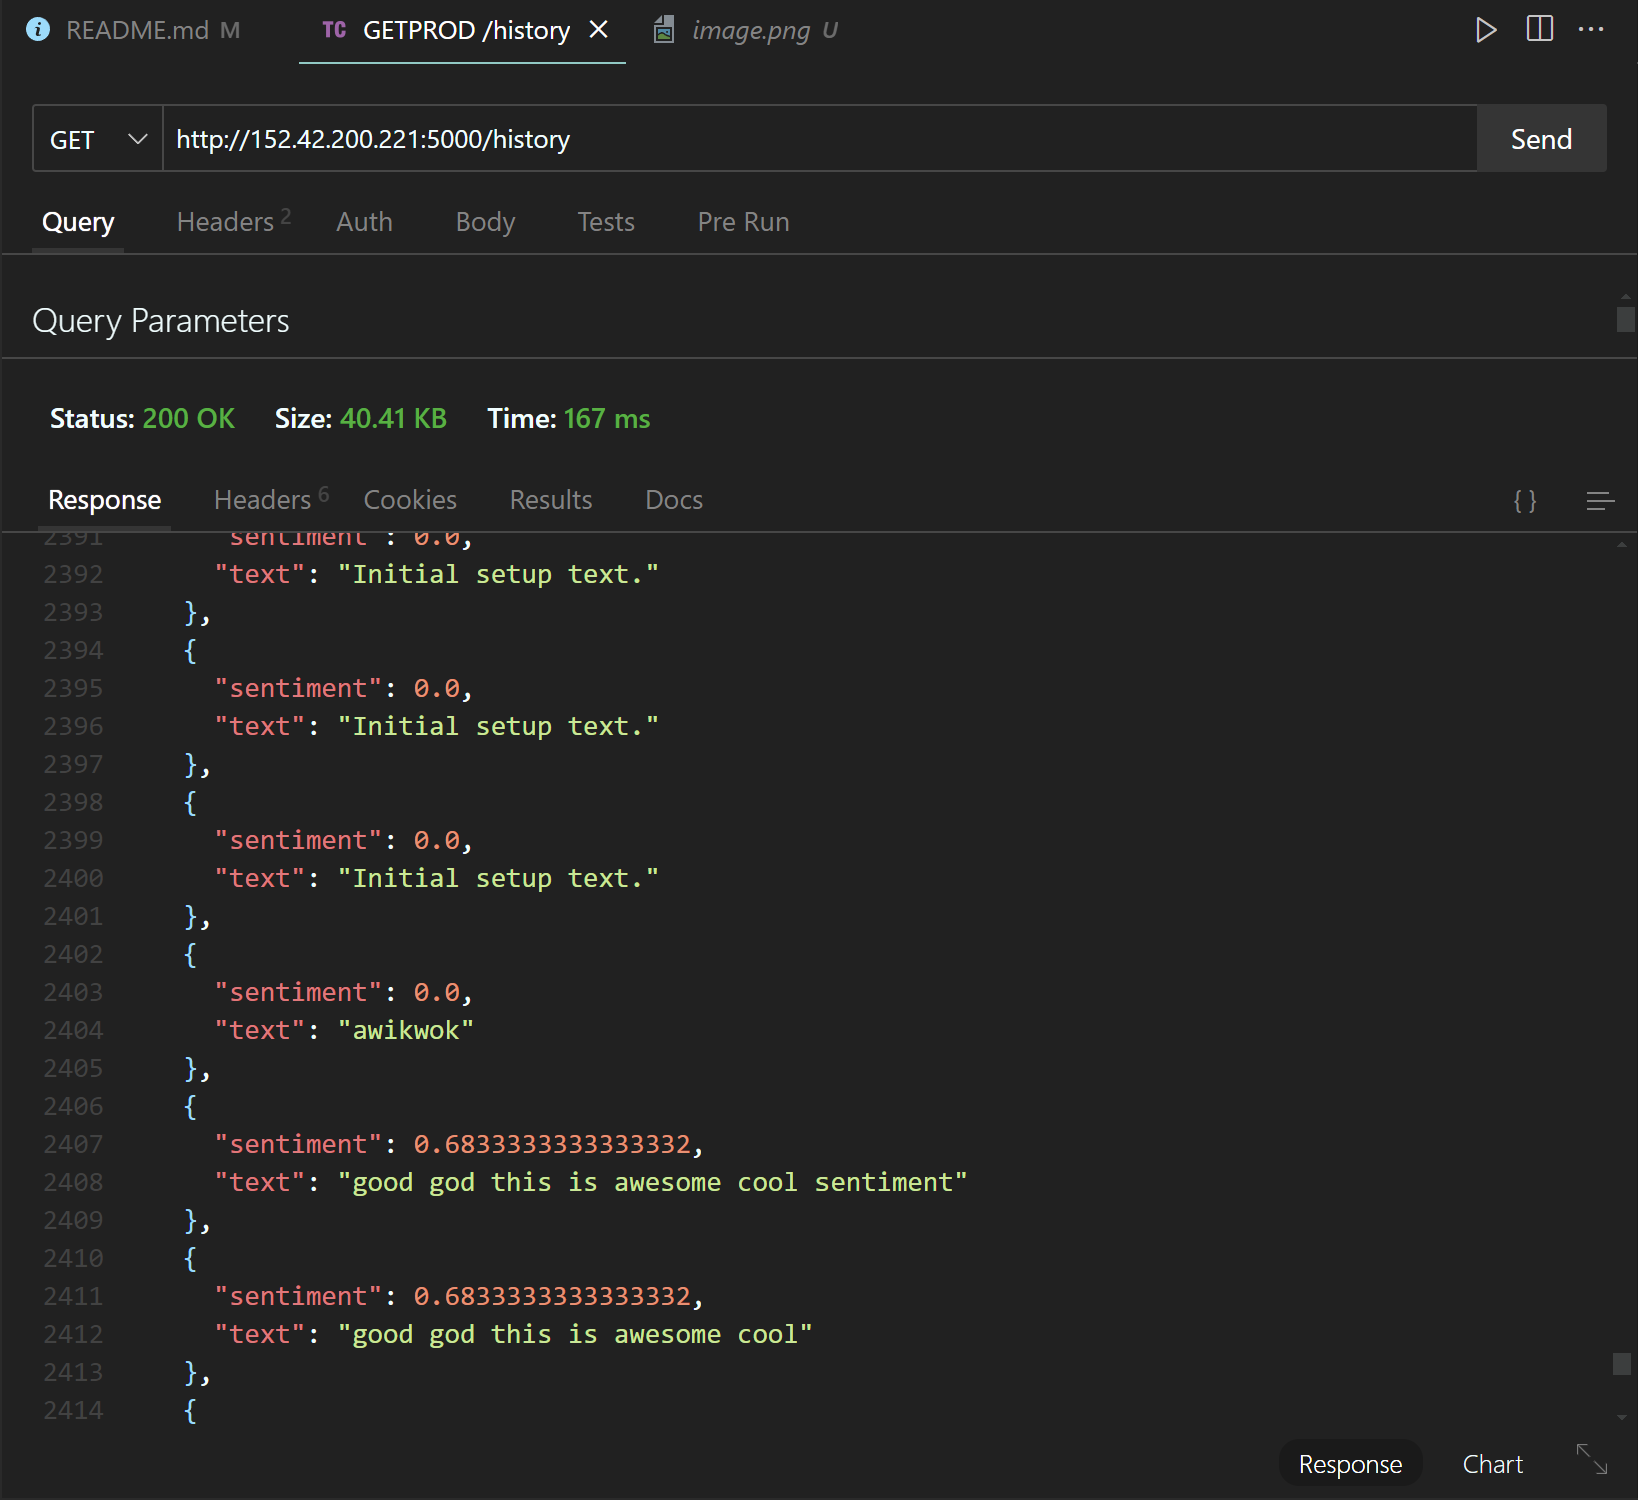 README.md M TC GETPROD /history image.png U
GET http://152.42.200.221:5000/history Send
Query Headers 2 Auth Body Tests Pre Run
Query Parameters
Status: 200 OK Size: 40.41 KB Time: 167 ms
Response Headers 6 Cookies Results Docs { }
2391 "sentiment": 0.0,
2392 "text": "Initial setup text."
2393 },
2394 {
2395 "sentiment": 0.0,
2396 "text": "Initial setup text."
2397 },
2398 {
2399 "sentiment": 0.0,
2400 "text": "Initial setup text."
2401 },
2402 {
2403 "sentiment": 0.0,
2404 "text": "awikwok"
2405 },
2406 {
2407 "sentiment": 0.6833333333333332,
2408 "text": "good god this is awesome cool sentiment"
2409 },
2410 {
2411 "sentiment": 0.6833333333333332,
2412 "text": "good god this is awesome cool"
2413 },
2414 {
Response Chart